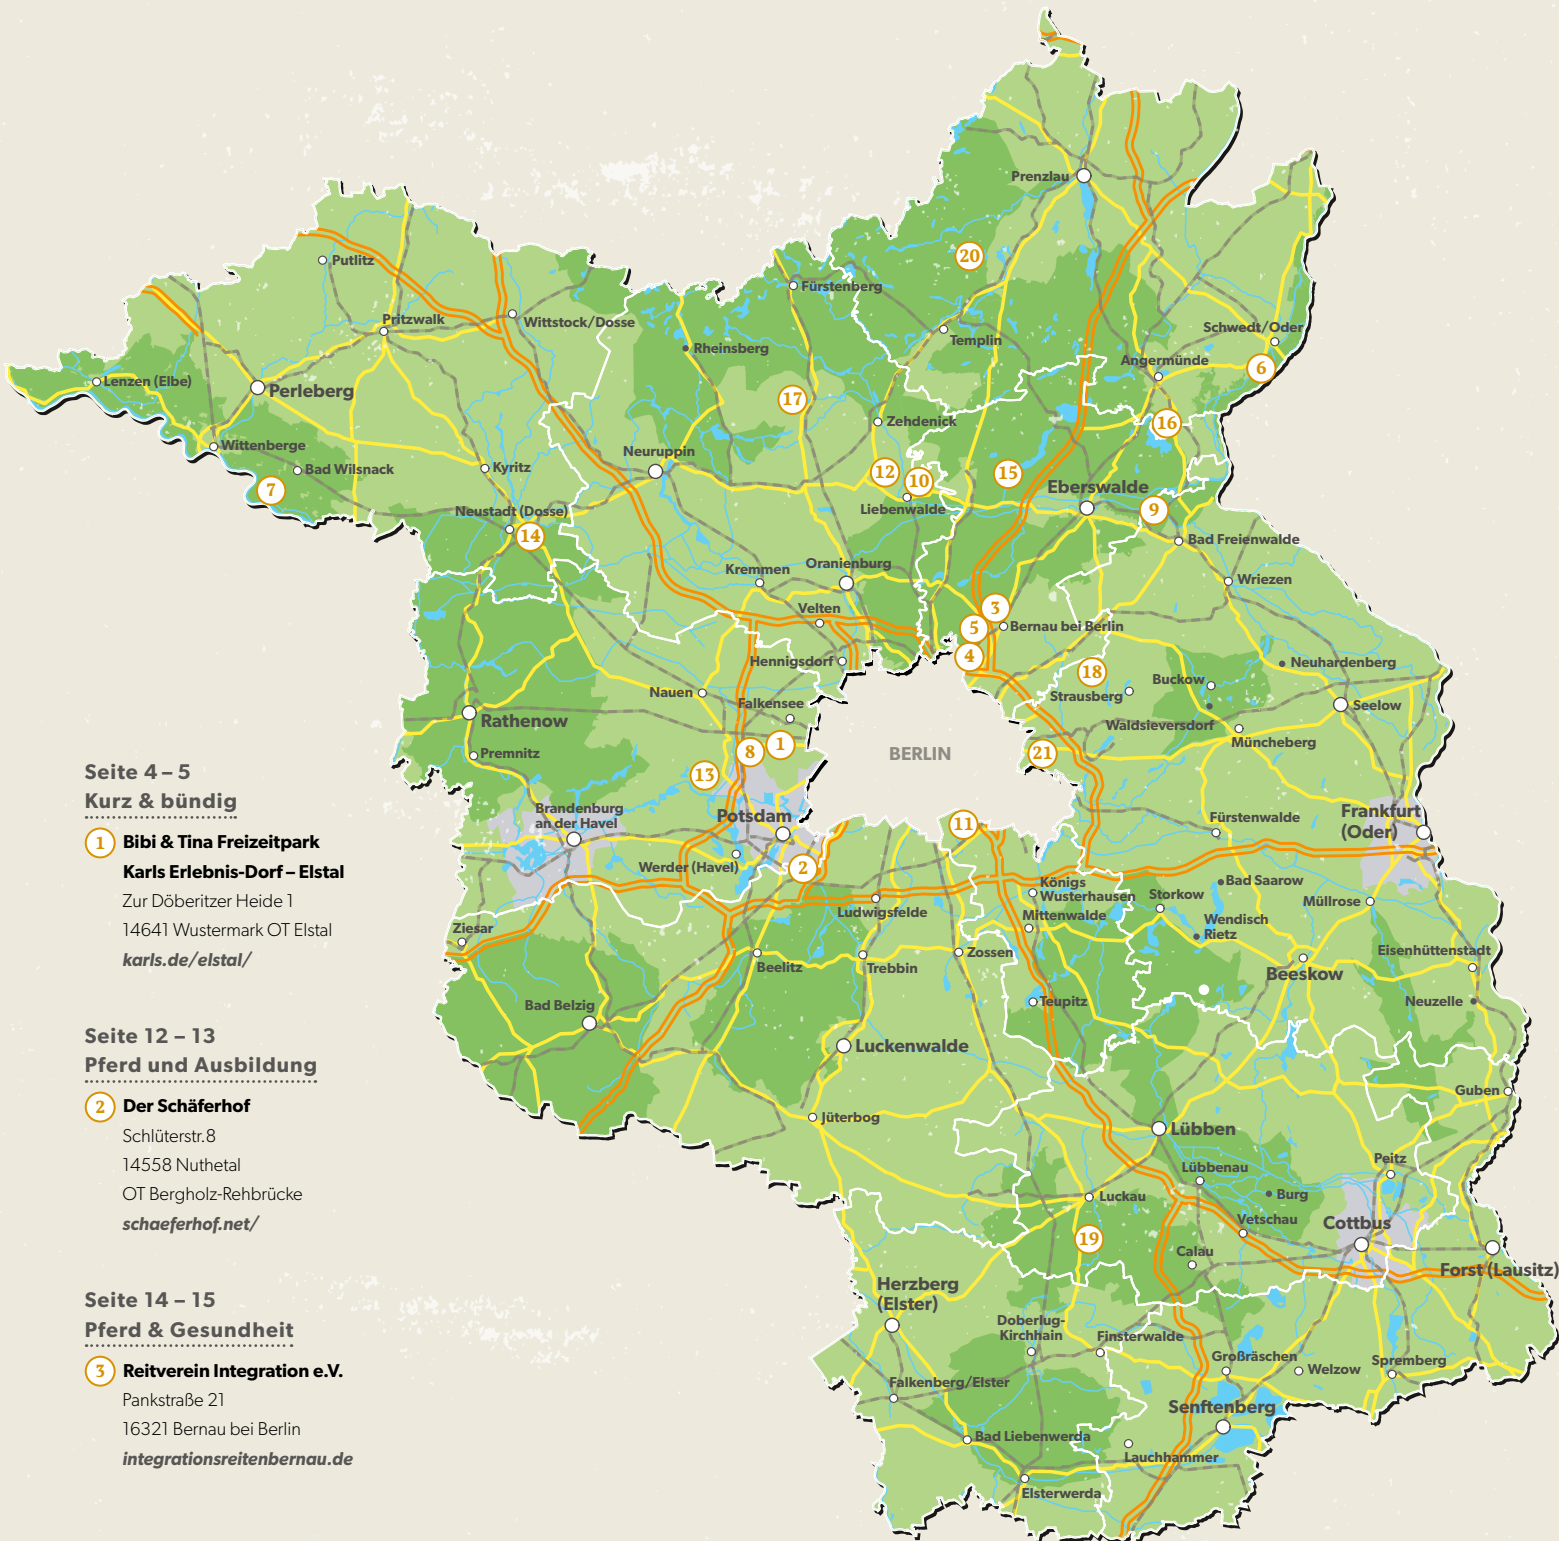 Prenzlau
20
Putlitz
Fürstenberg
Pritzwalk
Wittstock/Dosse
Schwedt/Oder
Templin
Rheinsberg
Angermünde
6
Lenzen (Elbe)
Perleberg
17
Zehdenick
16
Wittenberge
Neuruppin
Bad Wilsnack
Kyritz
12
10
15
Eberswalde
7
Liebenwalde
9
Neustadt (Dosse)
14
Bad Freienwalde
Kremmen
Oranienburg
Wriezen
Velten
3
5
Bernau bei Berlin
4
Hennigsdorf
Neuhardenberg
18
Buckow
Nauen
Strausberg
Falkensee
Seelow
Rathenow
Waldsieversdorf
Müncheberg
1
8
BERLIN
21
Premnitz
13
Seite 4 – 5
Kurz & bündig
1 Bibi & Tina Freizeitpark
Karls Erlebnis-Dorf – Elstal
Zur Döberitzer Heide 1
14641 Wustermark OT Elstal
karls.de/elstal/
Brandenburg
an der Havel
Potsdam
11
Fürstenwalde
Frankfurt
(Oder)
Werder (Havel)
2
Königs
Wusterhausen
Bad Saarow
Storkow
Müllrose
Ludwigsfelde
Mittenwalde
Wendisch
Rietz
Ziesar
Zossen
Eisenhüttenstadt
Beelitz
Trebbin
Beeskow
Bad Belzig
Teupitz
Neuzelle
Seite 12 – 13
Pferd und Ausbildung
2 Der Schäferhof
Schlüterstr.8
14558 Nuthetal
OT Bergholz-Rehbrücke
schaeferhof.net/
Luckenwalde
Guben
Jüterbog
Lübben
Peitz
Lübbenau
Luckau
Burg
Vetschau
Cottbus
19
Calau
Forst (Lausitz)
Seite 14 – 15
Pferd & Gesundheit
3 Reitverein Integration e.V.
Pankstraße 21
16321 Bernau bei Berlin
integrationsreitenbernau.de
Herzberg
(Elster)
Doberlug-
Kirchhain
Finsterwalde
Großräschen
Welzow
Spremberg
Falkenberg/Elster
Senftenberg
Bad Liebenwerda
Lauchhammer
Elsterwerda